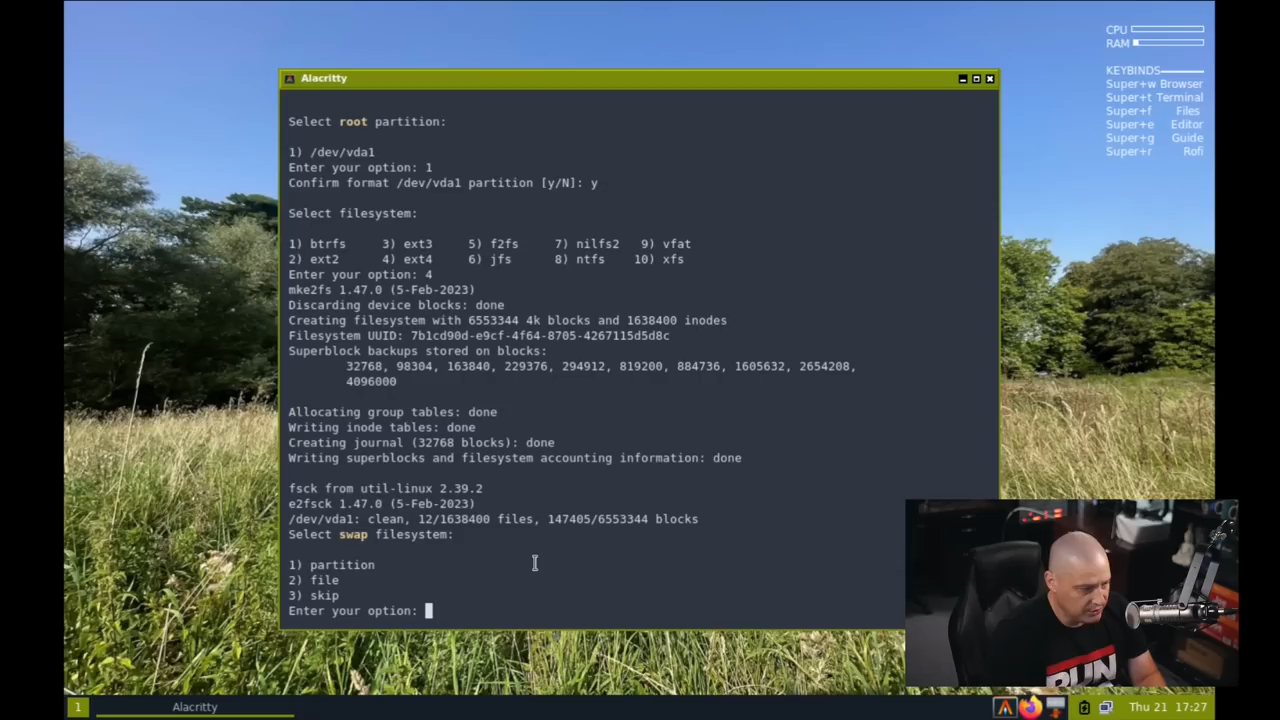 CPU
RAM
KEYBINDS
Super+w Browser
Super+t Terminal
Super+f Files
Super+e Editor
Super+g Guide
Super+r Rofi
Alacritty
Select root partition:
1) /dev/vda1
Enter your option: 1
Confirm format /dev/vda1 partition [y/N]: y
Select filesystem:
1) btrfs 3) ext3 5) f2fs 7) nilfs2 9) vfat
2) ext2 4) ext4 6) jfs 8) ntfs 10) xfs
Enter your option: 4
mke2fs 1.47.0 (5-Feb-2023)
Discarding device blocks: done
Creating filesystem with 6553344 4k blocks and 1638400 inodes
Filesystem UUID: 7b1cd90d-e9cf-4f64-8705-4267115d5d8c
Superblock backups stored on blocks:
32768, 98304, 163840, 229376, 294912, 819200, 884736, 1605632, 2654208,
4096000
Allocating group tables: done
Writing inode tables: done
Creating journal (32768 blocks): done
Writing superblocks and filesystem accounting information: done
fsck from util-linux 2.39.2
e2fsck 1.47.0 (5-Feb-2023)
/dev/vda1: clean, 12/1638400 files, 147405/6553344 blocks
Select swap filesystem:
1) partition
2) file
3) skip
Enter your option:
RUN
1
Alacritty
Thu 21 17:27